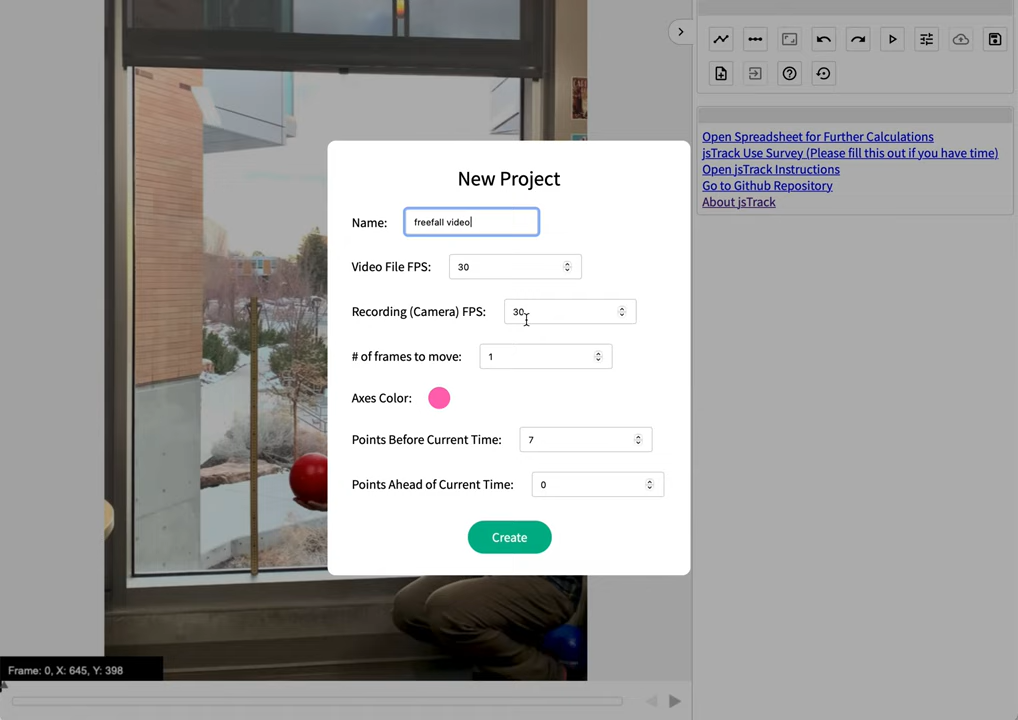 New Project
Name: freefall video
Video File FPS: 30
Recording (Camera) FPS: 30
# of frames to move: 1
Axes Color:
Points Before Current Time: 7
Points Ahead of Current Time: 0
Create
Open Spreadsheet for Further Calculations
jsTrack Use Survey (Please fill this out if you have time)
Open jsTrack Instructions
Go to Github Repository
About jsTrack
Frame: 0, X: 645, Y: 398